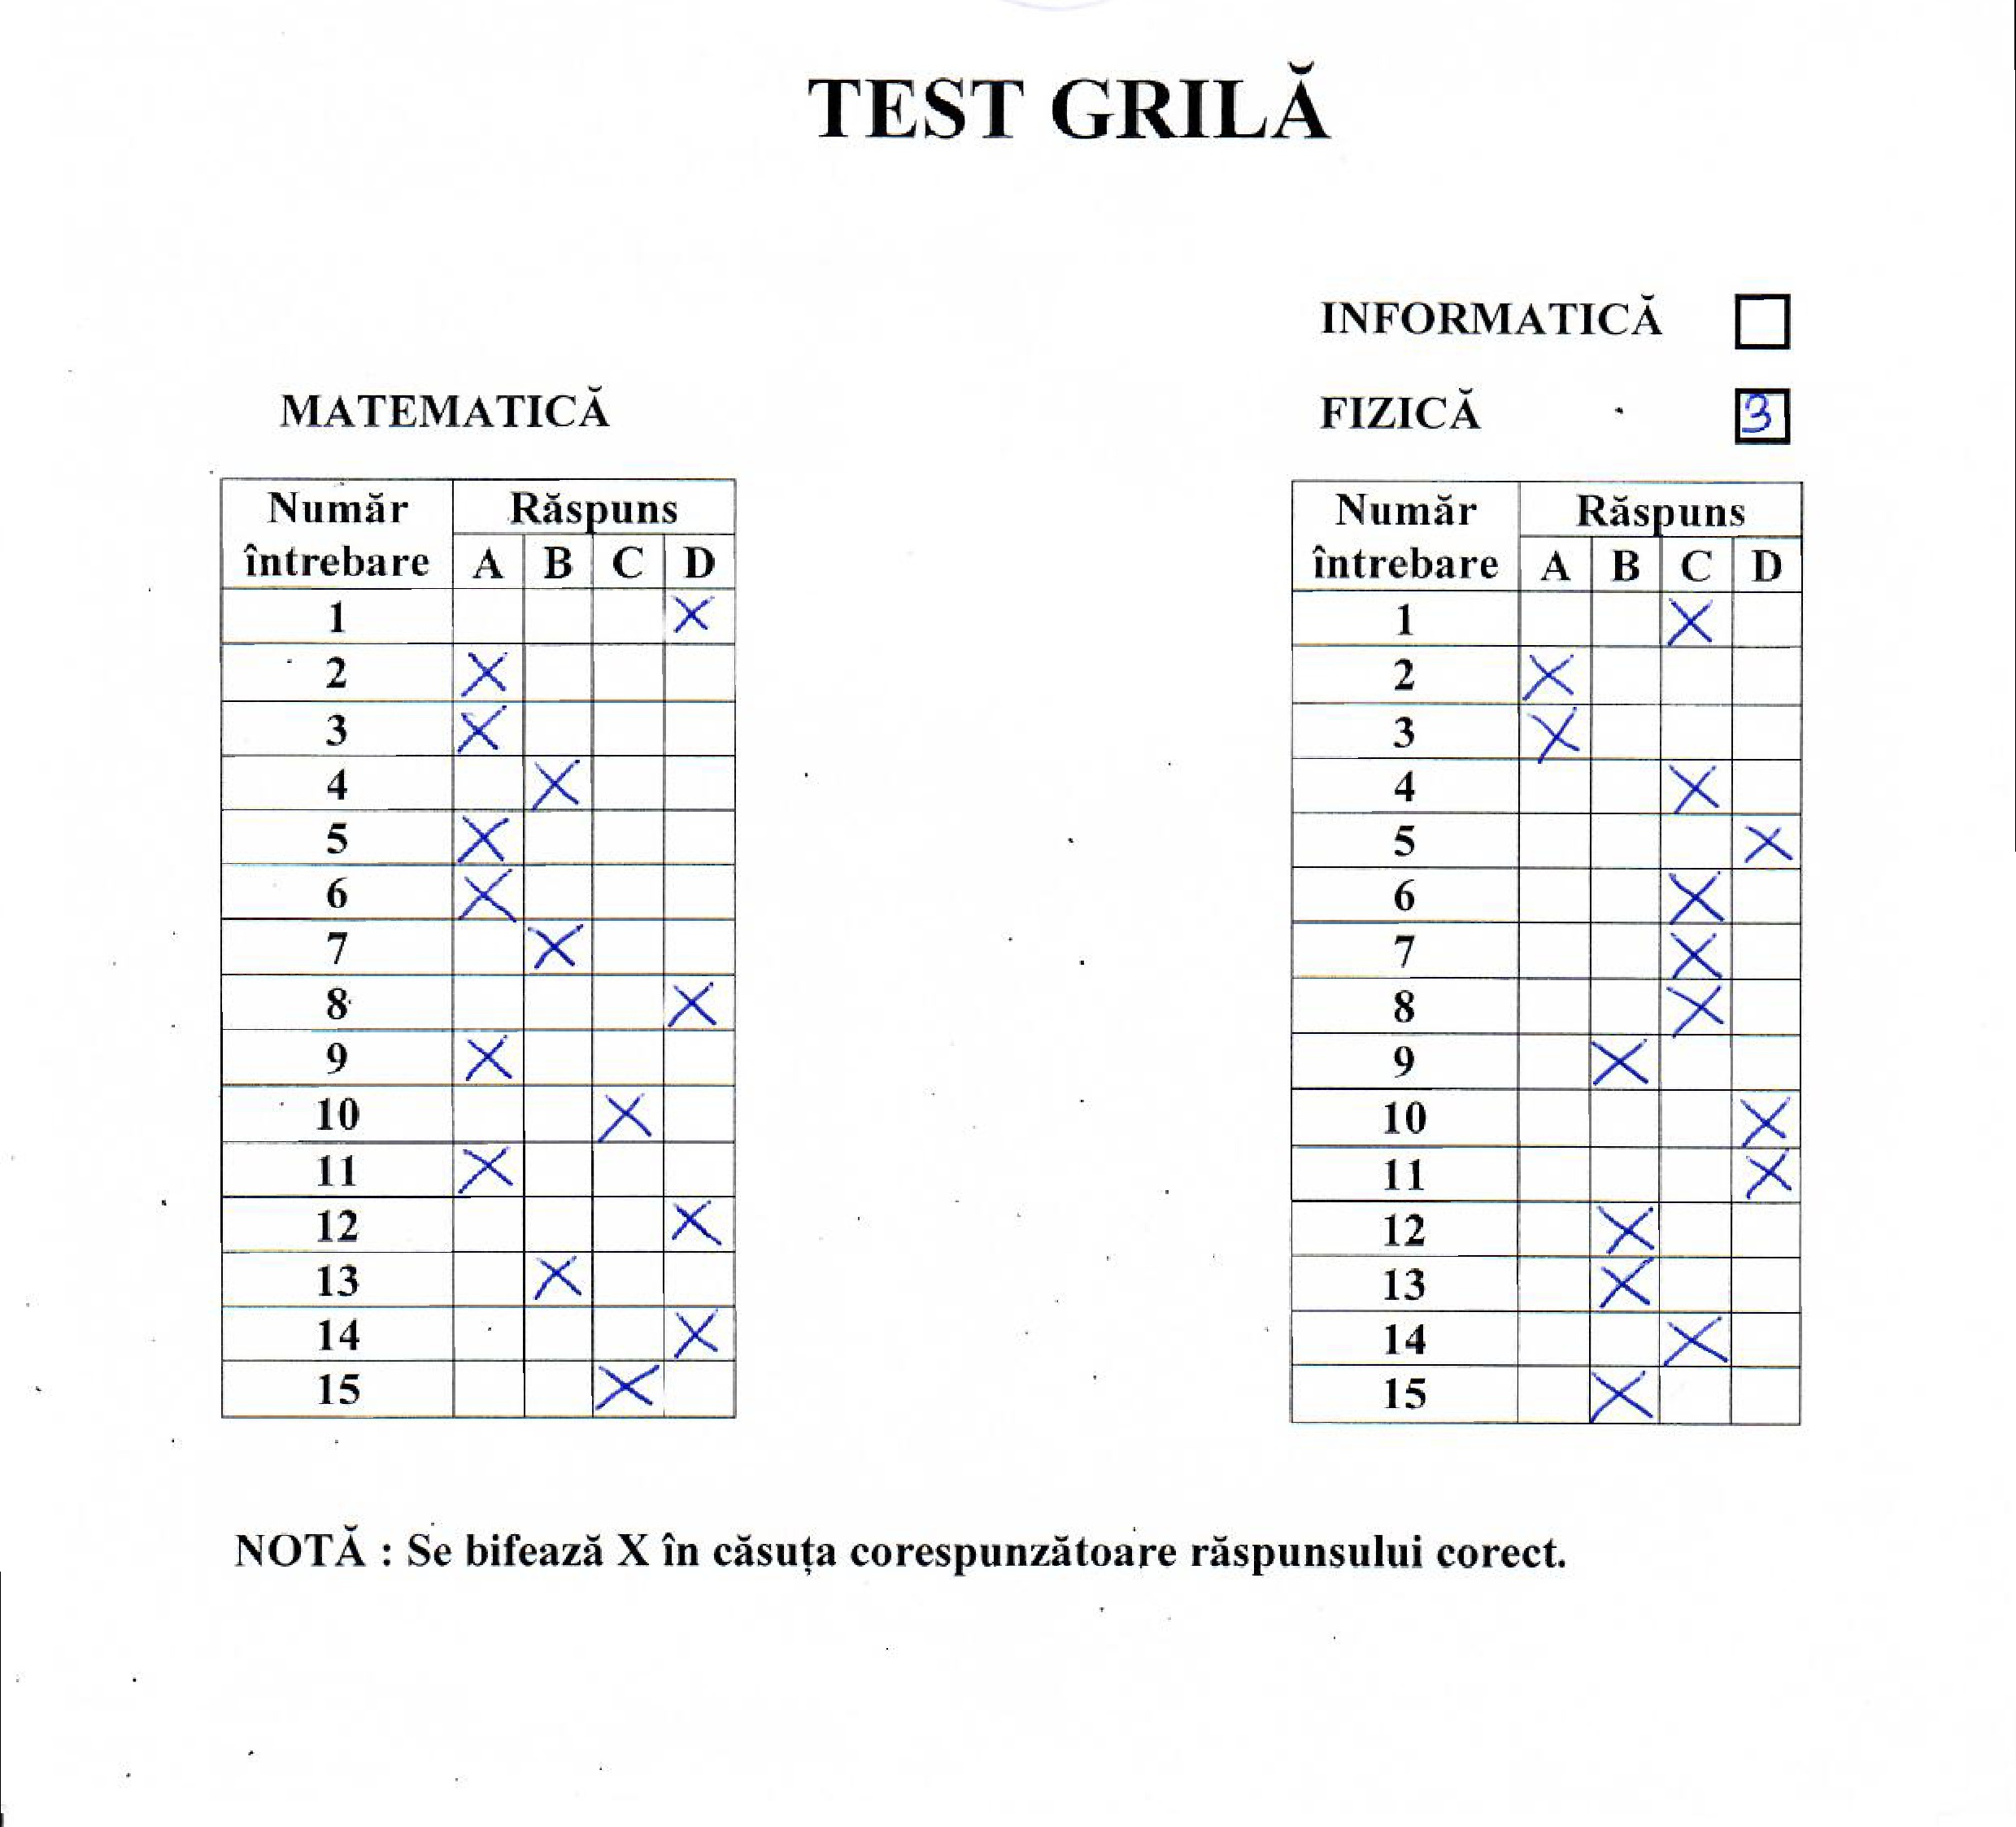 TEST GRILĂ
INFORMATICĂ
MATEMATICĂ
FIZICĂ 3
Număr întrebare Răspuns
A B C D
1 X
2 X
3 X
4 X
5 X
6 X
7 X
8 X
9 X
10 X
11 X
12 X
13 X
14 X
15 X
Număr întrebare Răspuns
A B C D
1 X
2 X
3 X
4 X
5 X
6 X
7 X
8 X
9 X
10 X
11 X
12 X
13 X
14 X
15 X
NOTĂ : Se bifează X în căsuța corespunzătoare răspunsului corect.